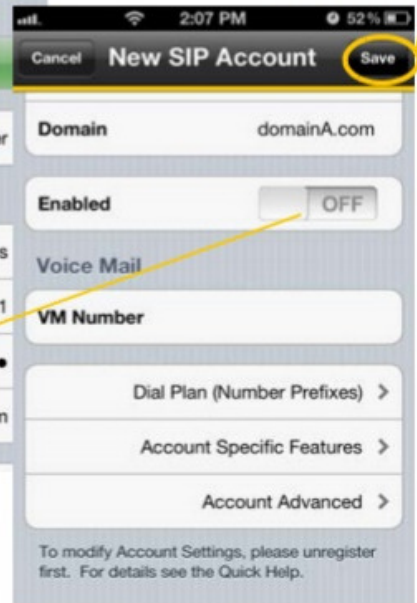 2:07 PM 52%
Cancel New SIP Account Save
Domain domainA.com
Enabled OFF
Voice Mail
VM Number
Dial Plan (Number Prefixes) >
Account Specific Features >
Account Advanced >
To modify Account Settings, please unregister
first. For details see the Quick Help.